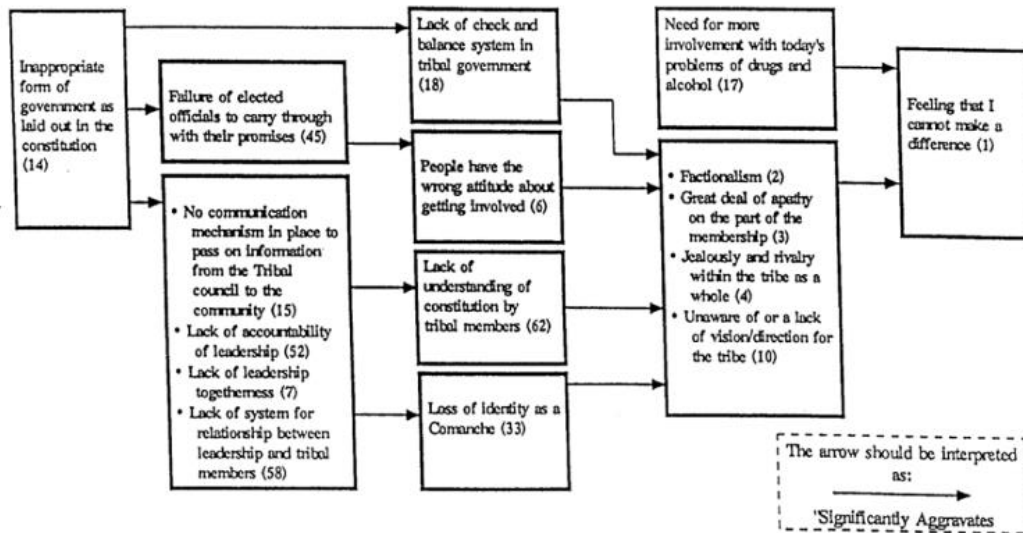 Inappropriate
form of
government as
laid out in the
constitution
(14)
Failure of elected
officials to carry through
with their promises (45)
• No communication
mechanism in place to
pass on information
from the Tribal
council to the
community (15)
• Lack of accountability
of leadership (52)
• Lack of leadership
togetherness (7)
• Lack of system for
relationship between
leadership and tribal
members (58)
Lack of check and
balance system in
tribal government
(18)
People have the
wrong attitude about
getting involved (6)
Lack of
understanding of
constitution by
tribal members (62)
Loss of identity as a
Comanche (33)
Need for more
involvement with today's
problems of drugs and
alcohol (17)
• Factionalism (2)
• Great deal of apathy
on the part of the
membership (3)
• Jealously and rivalry
within the tribe as a
whole (4)
• Unaware of or a lack
of vision/direction for
the tribe (10)
Feeling that I
cannot make a
difference (1)
The arrow should be interpreted
as:
"Significantly Aggravates